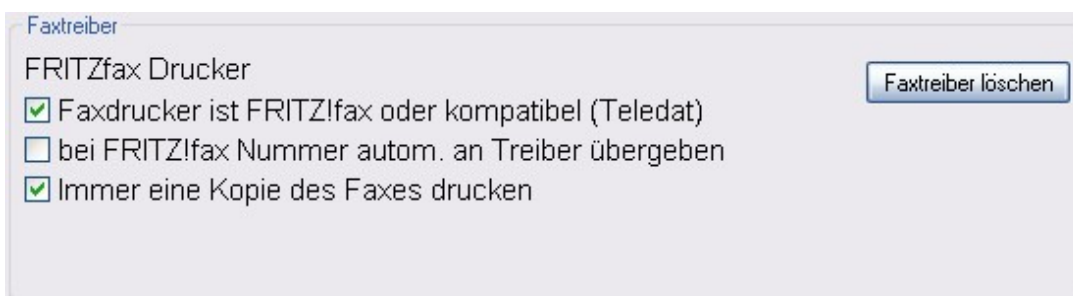 Faxtreiber
FRITZfax Drucker
Faxtreiber löschen
Faxdrucker ist FRITZ!fax oder kompatibel (Teledat)
bei FRITZ!fax Nummer autom. an Treiber übergeben
Immer eine Kopie des Faxes drucken